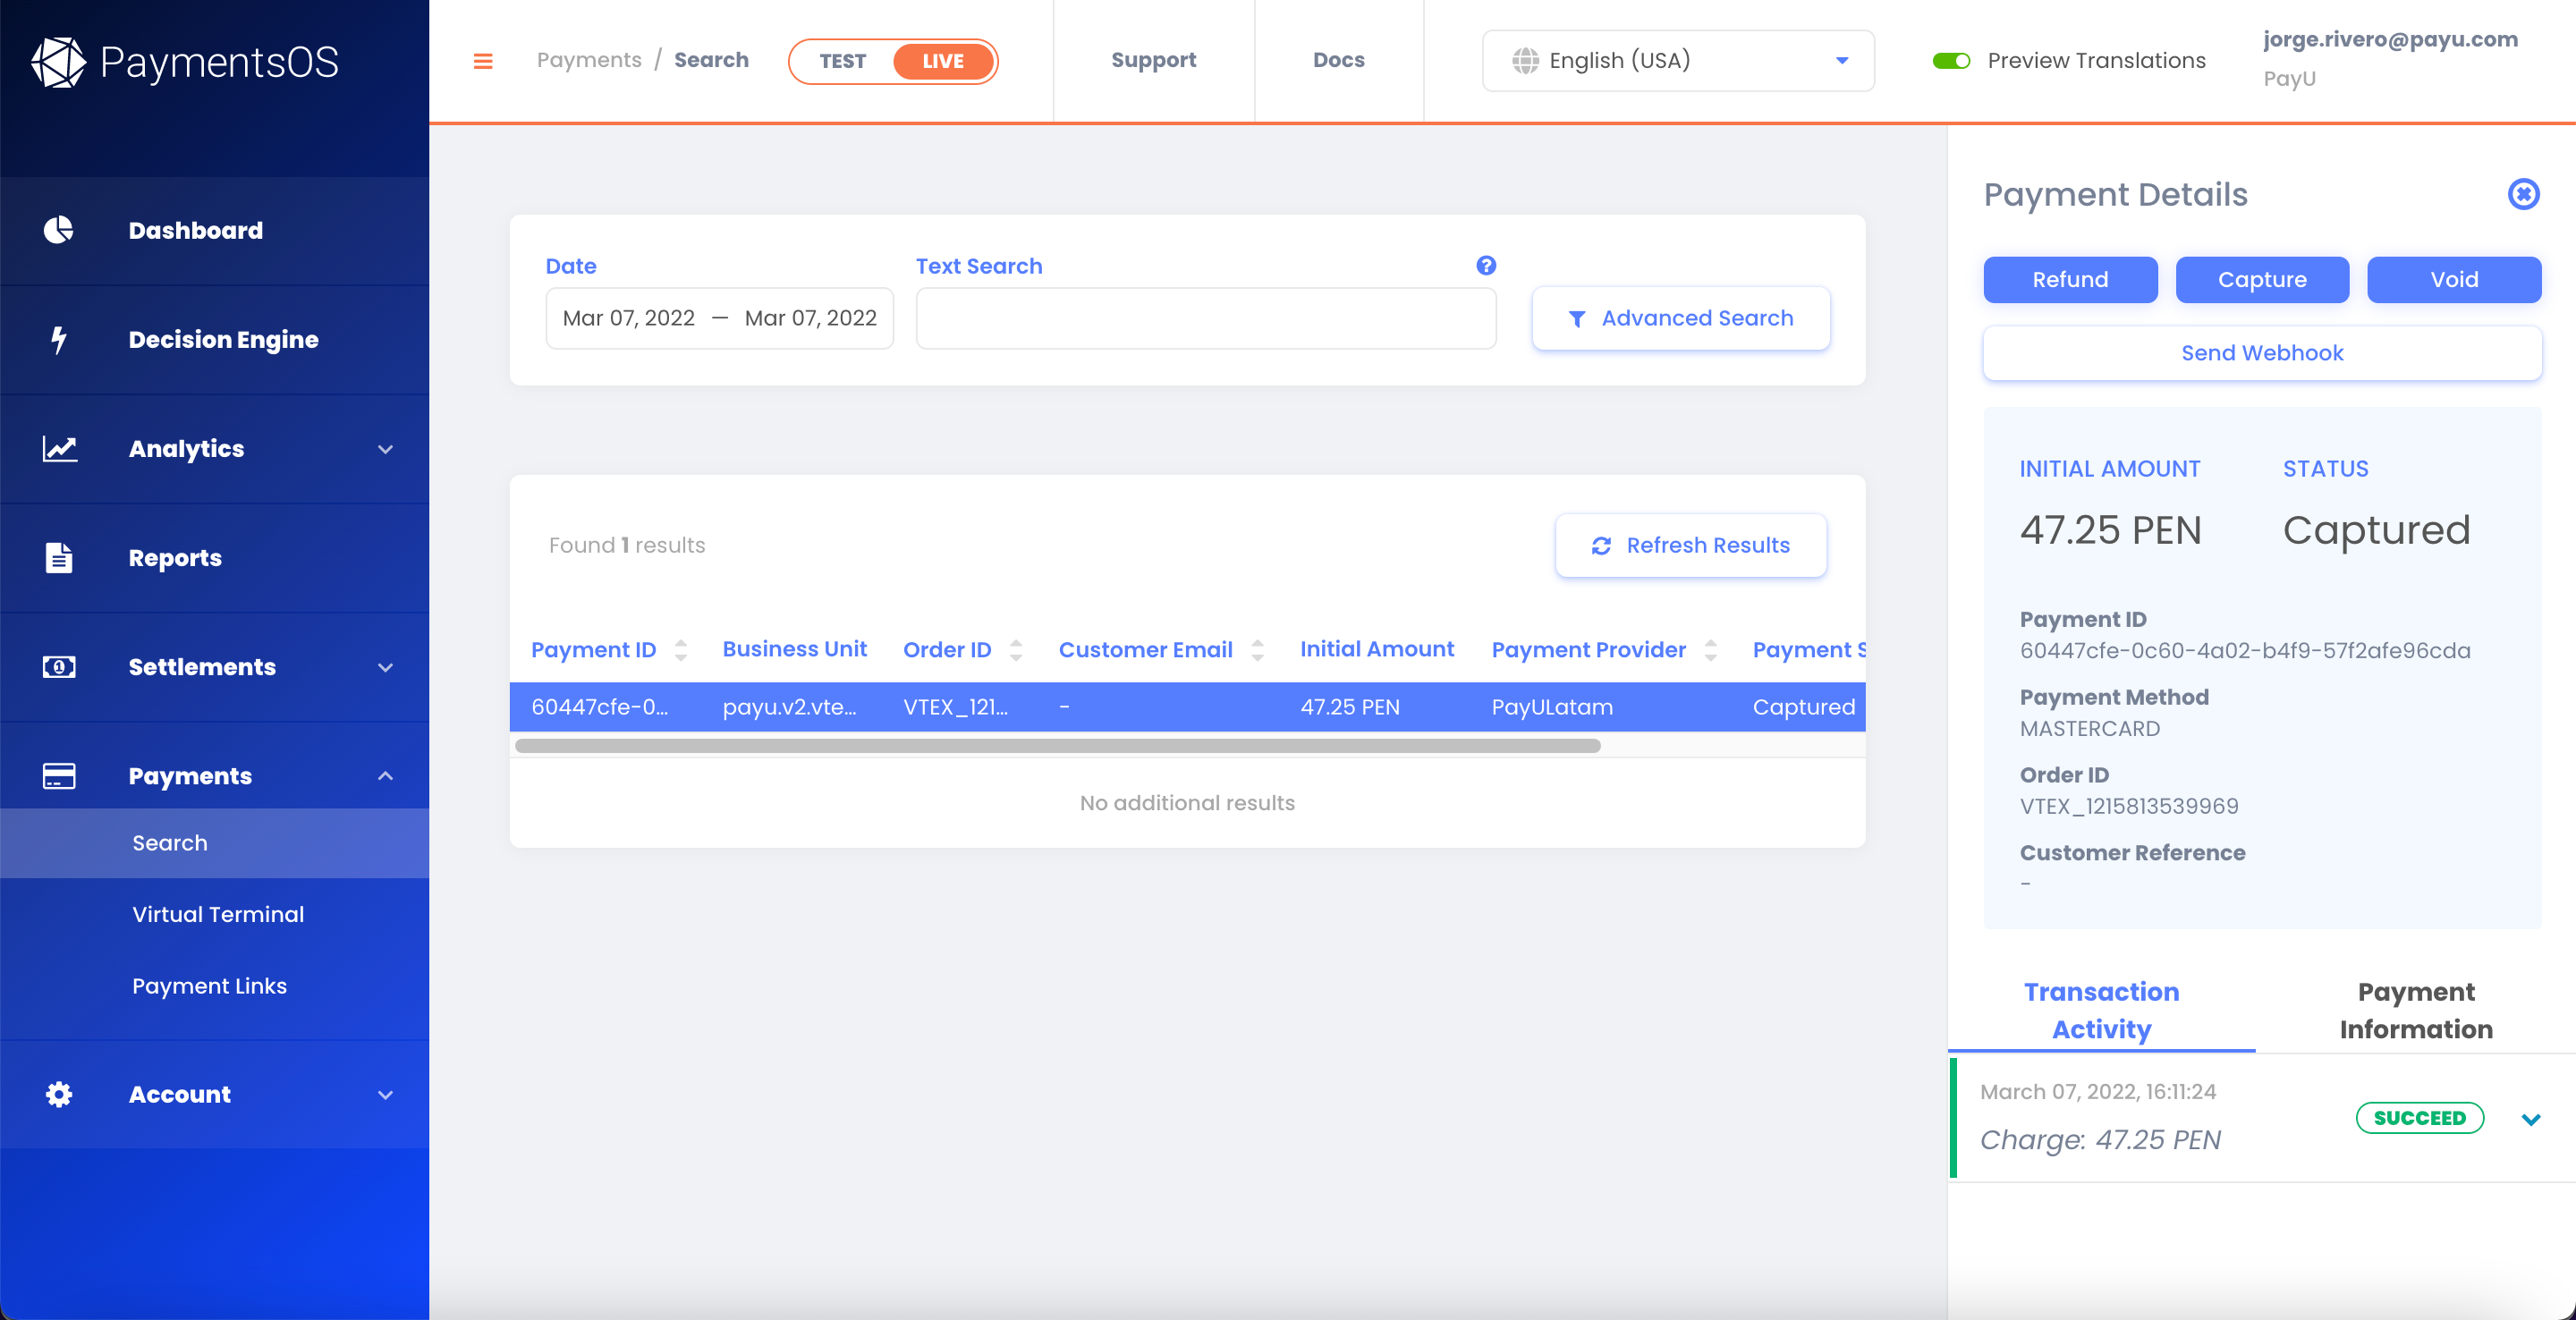 PaymentsOS
Payments / Search
TEST LIVE
Support
Docs
English (USA)
Preview Translations
jorge.rivero@payu.com
PayU
Dashboard
Decision Engine
Analytics
Reports
Settlements
Payments
Search
Virtual Terminal
Payment Links
Account
Date
Text Search
Mar 07, 2022 — Mar 07, 2022
Advanced Search
Found 1 results
Refresh Results
Payment ID Business Unit Order ID Customer Email Initial Amount Payment Provider Payment S
60447cfe-0... payu.v2.vte... VTEX_121... - 47.25 PEN PayULatam Captured
No additional results
Payment Details
Refund Capture Void
Send Webhook
INITIAL AMOUNT STATUS
47.25 PEN Captured
Payment ID
60447cfe-0c60-4a02-b4f9-57f2afe96cda
Payment Method
MASTERCARD
Order ID
VTEX_1215813539969
Customer Reference
-
Transaction
Activity
Payment
Information
March 07, 2022, 16:11:24
Charge: 47.25 PEN
SUCCEED